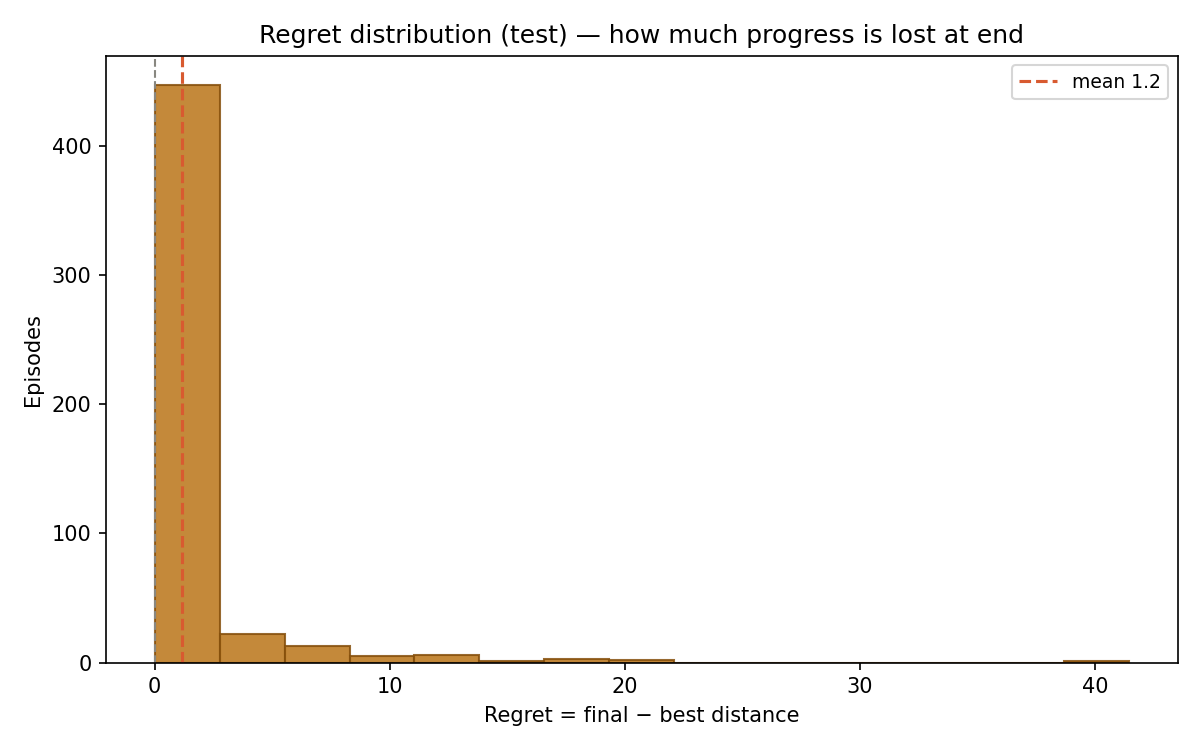 Regret distribution (test) — how much progress is lost at end
mean 1.2
Episodes
400
300
200
100
0
0 10 20 30 40
Regret = final − best distance